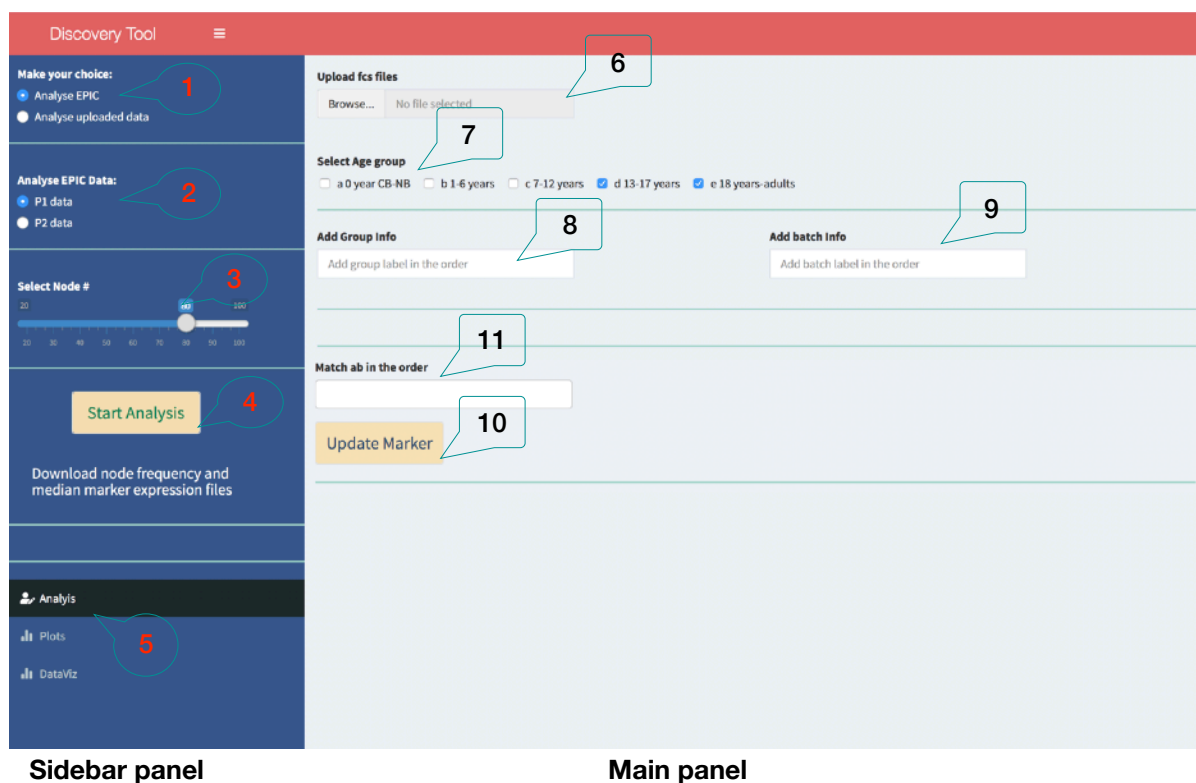 Discovery Tool
Make your choice:
1
Analyse EPIC
Analyse uploaded data
Analyse EPIC Data:
2
P1 data
P2 data
3
Select Node #
20 80 100
20 30 40 50 60 70 80 90 100
Start Analysis
4
Download node frequency and
median marker expression files
Analyis
Plots
5
DataViz
Sidebar panel
6
Upload fcs files
Browse... No file selected
7
Select Age group
a 0 year CB-NB b 1-6 years c 7-12 years d 13-17 years e 18 years-adults
8
9
Add Group Info
Add batch Info
Add group label in the order
Add batch label in the order
11
Match ab in the order
10
Update Marker
Main panel